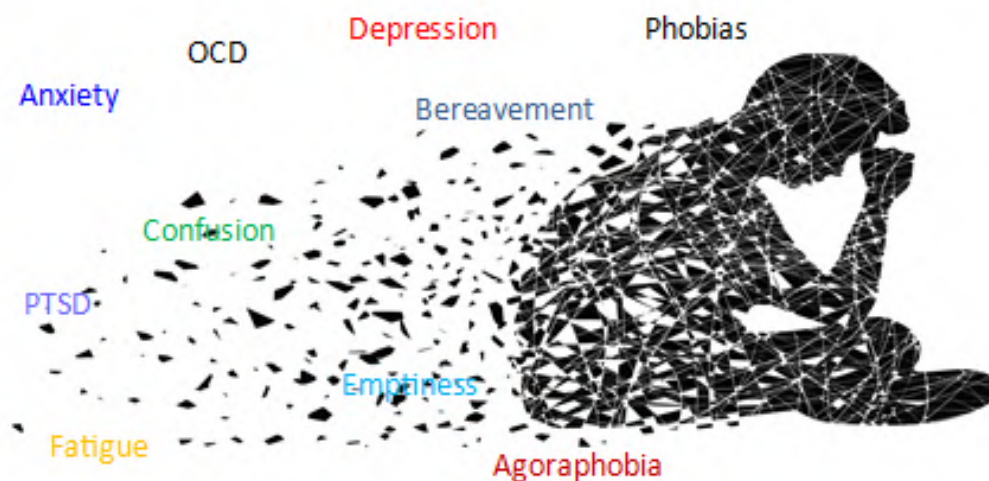 Depression
Phobias
OCD
Anxiety
Bereavement
Confusion
PTSD
Emptiness
Fatigue
Agoraphobia